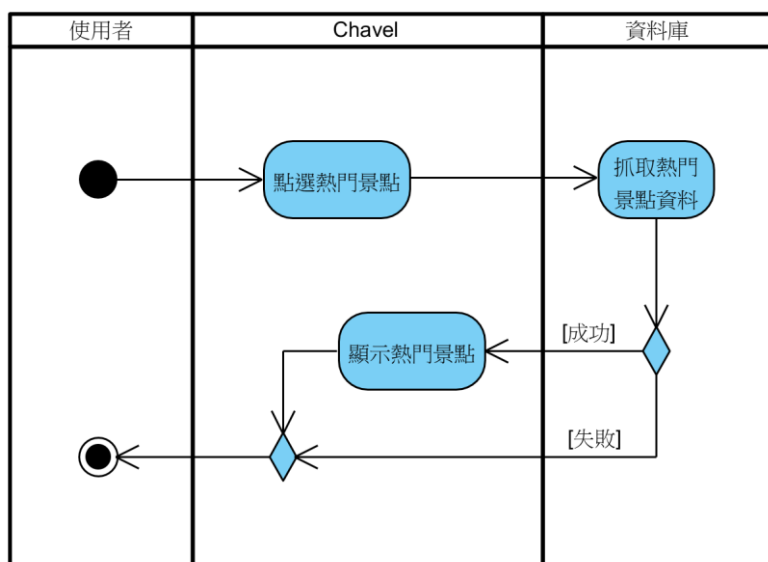 使用者
Chavel
資料庫
點選熱門景點
抓取熱門
景點資料
[成功]
顯示熱門景點
[失敗]